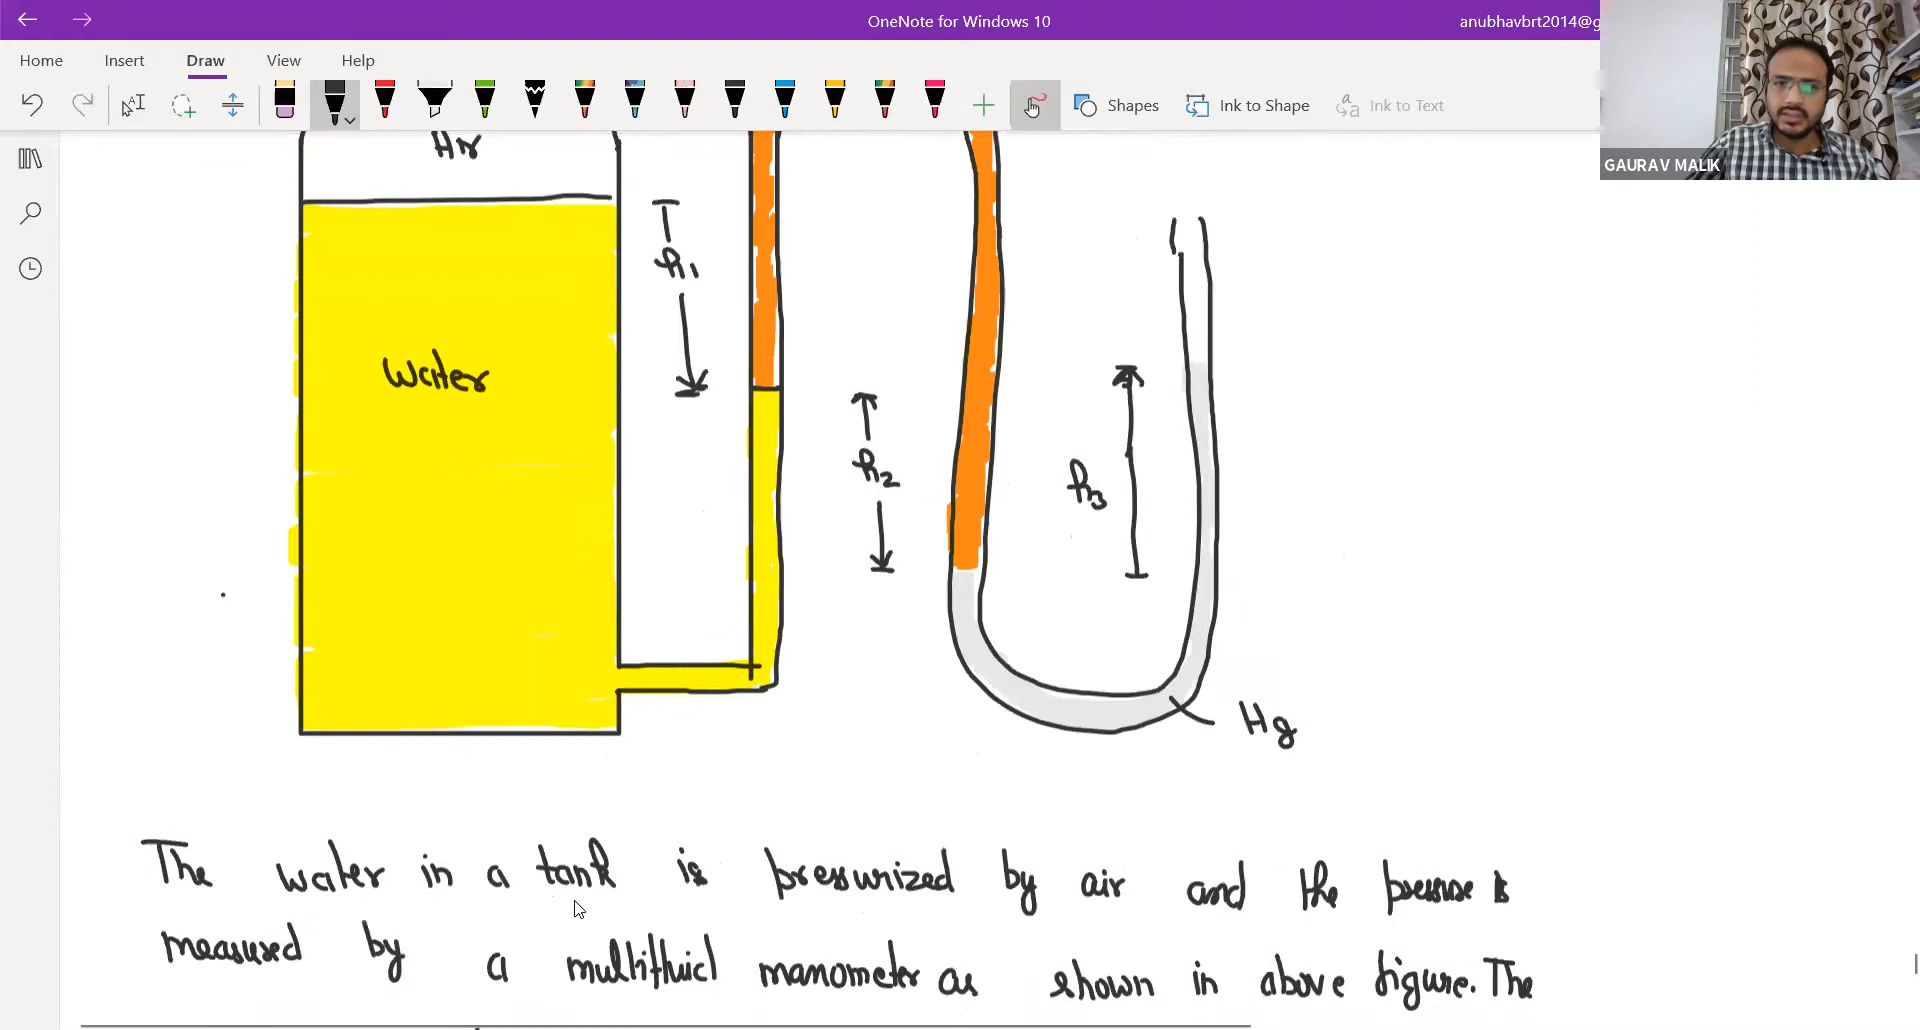 OneNote for Windows 10
anubhavbrt2014@g
Home Insert Draw View Help
Shapes Ink to Shape Ink to Text
GAURAV MALIK
h1
Water
h2
h3
Hg
The water in a tank is pressurized by air and the pressure is
measured by a multifluid manometer as shown in above figure. The